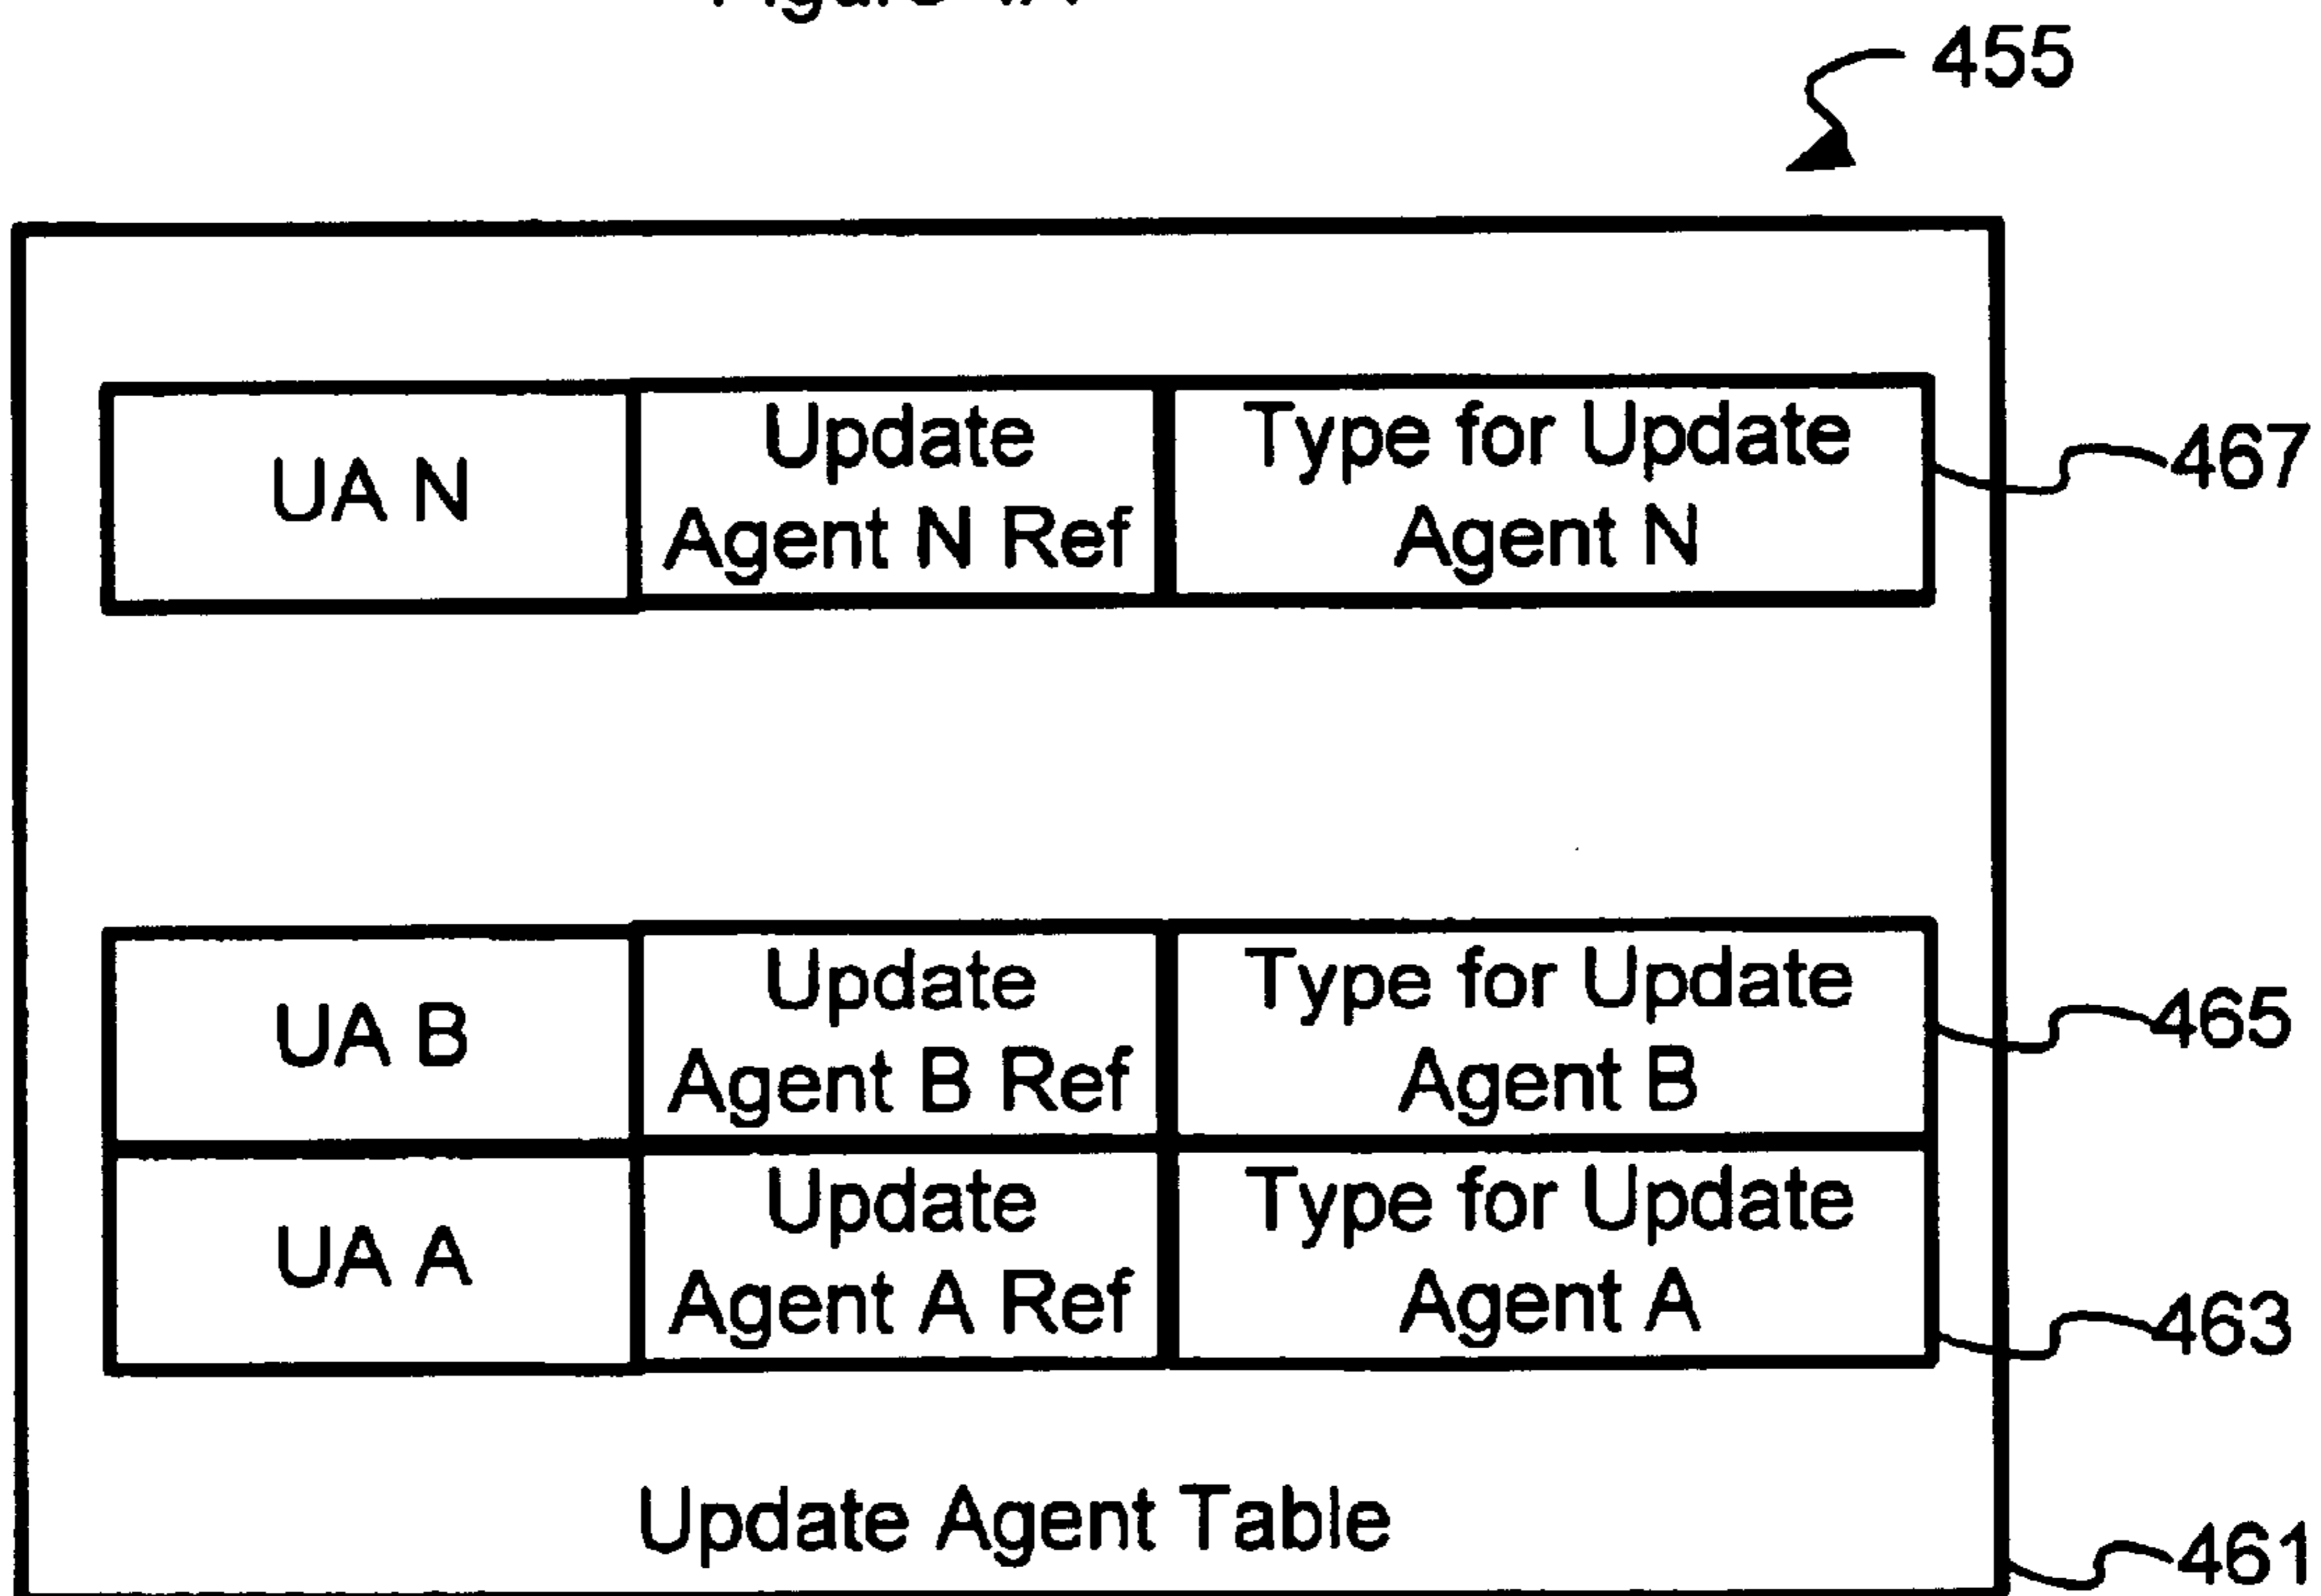 455
UA N
Update
Agent N Ref
Type for Update
Agent N
467
UA B
Update
Agent B Ref
Type for Update
Agent B
465
UA A
Update
Agent A Ref
Type for Update
Agent A
463
Update Agent Table
461